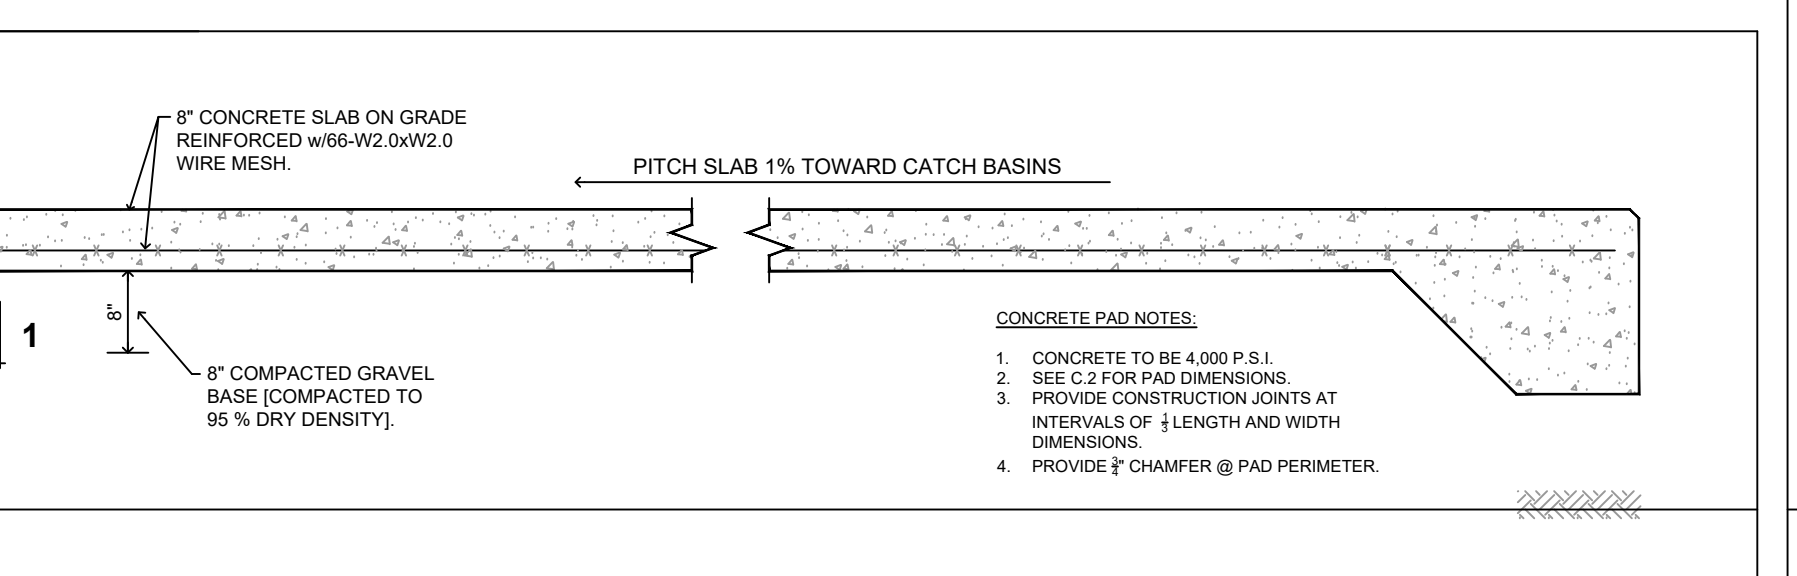 8" CONCRETE SLAB ON GRADE
REINFORCED w/66-W2.0xW2.0
WIRE MESH.
PITCH SLAB 1% TOWARD CATCH BASINS
8"
1
8" COMPACTED GRAVEL
BASE [COMPACTED TO
95 % DRY DENSITY].
CONCRETE PAD NOTES:
1. CONCRETE TO BE 4,000 P.S.I.
2. SEE C.2 FOR PAD DIMENSIONS.
3. PROVIDE CONSTRUCTION JOINTS AT
INTERVALS OF 1/3 LENGTH AND WIDTH
DIMENSIONS.
4. PROVIDE 3/4" CHAMFER @ PAD PERIMETER.